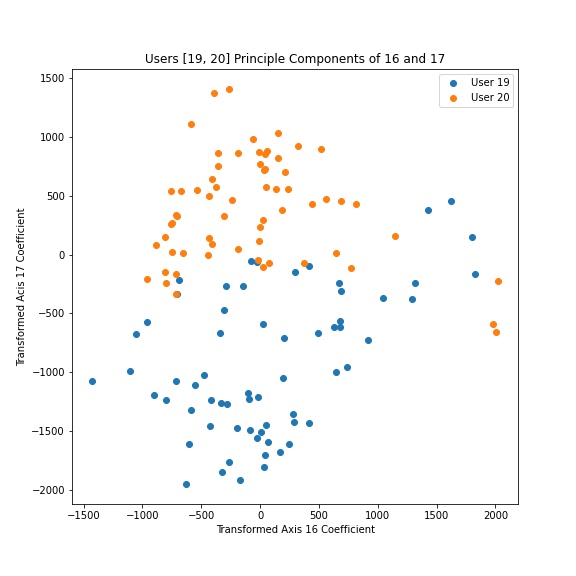 Users [19, 20] Principle Components of 16 and 17
User 19
User 20
1500
1000
500
0
−500
−1000
−1500
−2000
Transformed Acis 17 Coefficient
−1500 −1000 −500 0 500 1000 1500 2000
Transformed Axis 16 Coefficient